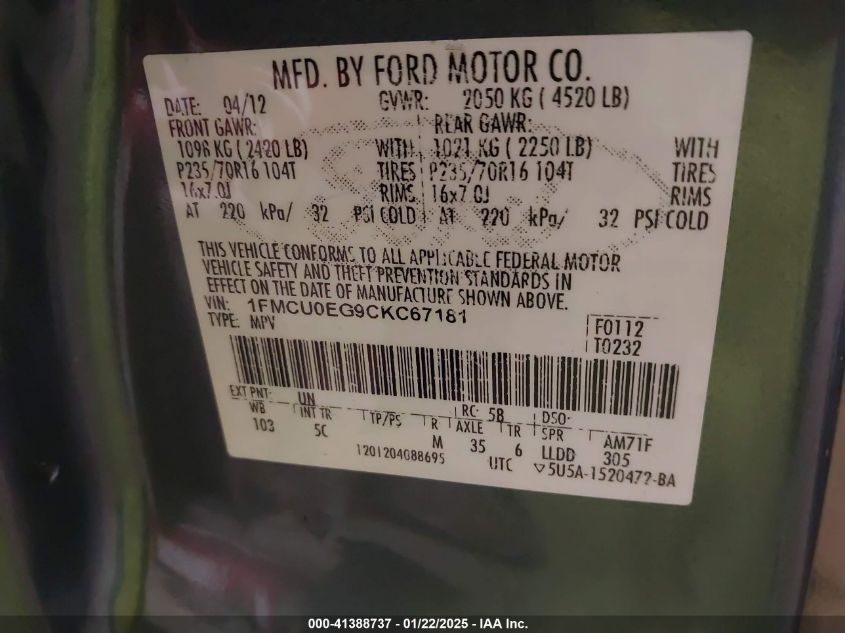 MFD. BY FORD MOTOR CO.
DATE: 04/12 GVWR: 2050 KG ( 4520 LB)
FRONT GAWR: REAR GAWR:
1098 KG (2420 LB) WITH 1021 KG ( 2250 LB) WITH
P235/70R16 104T TIRES P235/70R16 104T TIRES
16x7.0J RIMS 16x7.0J RIMS
AT 220 kPa/ 32 PSI COLD AT 220 kPa/ 32 PSI COLD
THIS VEHICLE CONFORMS TO ALL APPLICABLE FEDERAL MOTOR
VEHICLE SAFETY AND THEFT PREVENTION STANDARDS IN
EFFECT ON THE DATE OF MANUFACTURE SHOWN ABOVE.
VIN: 1FMCU0EG9CKC67181
TYPE: MPV
F0112
T0232
EXT PNT: UN RC: 58 DSO:
WB INT TR TP/PS R AXLE TR SPR AM71F
103 5C M 35 6 LLDD 305
1201204088695 UTC ▽5U5A-1520472-BA
000-41388737 - 01/22/2025 - IAA Inc.